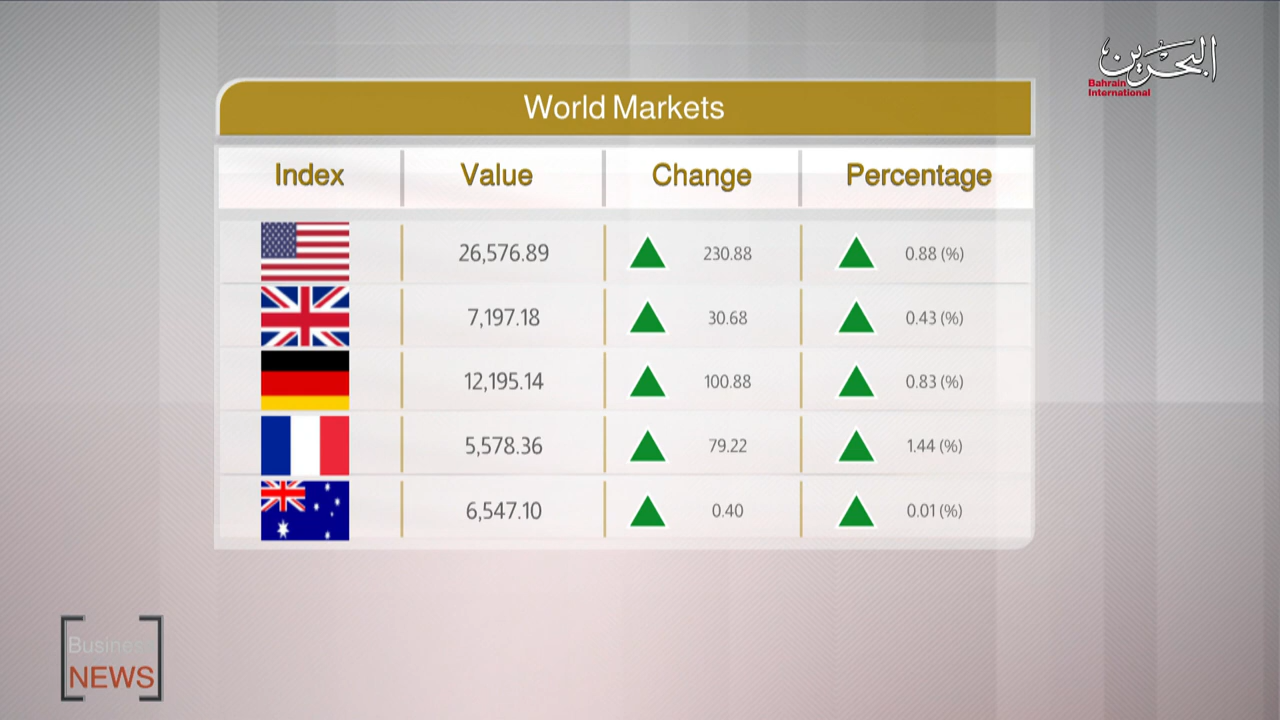 البحرين
Bahrain
International
World Markets
Index Value Change Percentage
26,576.89 230.88 0.88 (%)
7,197.18 30.68 0.43 (%)
12,195.14 100.88 0.83 (%)
5,578.36 79.22 1.44 (%)
6,547.10 0.40 0.01 (%)
Business
NEWS